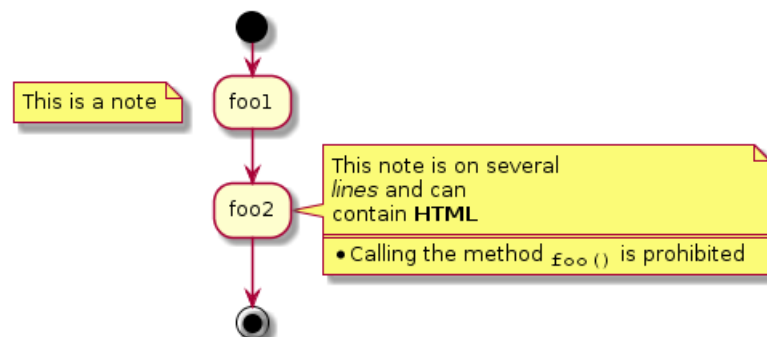 foo1
This is a note
foo2
This note is on several
lines and can
contain HTML
•Calling the method foo() is prohibited